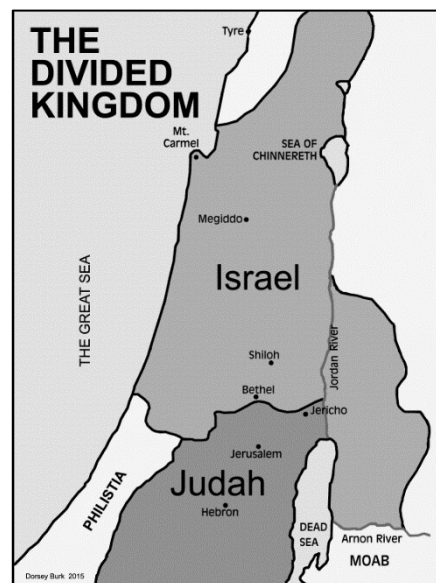 THE
DIVIDED
KINGDOM
Tyre
Mt.
Carmel
SEA OF
CHINNERETH
Megiddo
THE GREAT SEA
Israel
Jordan River
Shiloh
Bethel
Jericho
Jerusalem
Judah
PHILISTIA
Hebron
DEAD
SEA
Arnon River
MOAB
Dorsey Burk 2015